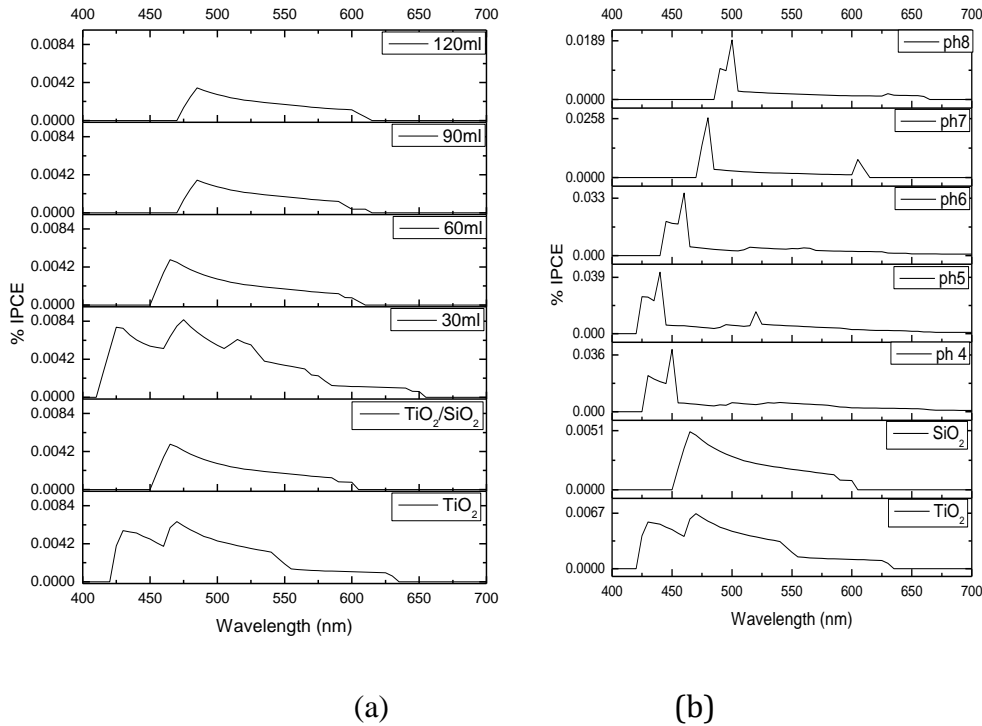 400 450 500 550 600 650 700
120ml
0.0084
0.0042
0.0000
90ml
0.0084
0.0042
0.0000
60ml
0.0084
0.0042
0.0000
30ml
0.0084
0.0042
0.0000
TiO₂/SiO₂
0.0084
0.0042
0.0000
TiO₂
0.0084
0.0042
0.0000
400 450 500 550 600 650 700
% IPCE
Wavelength (nm)
(a)
400 450 500 550 600 650 700
ph8
0.0189
0.0000
ph7
0.0258
0.0000
ph6
0.033
0.000
ph5
0.039
0.000
ph 4
0.036
0.000
SiO₂
0.0051
0.0000
TiO₂
0.0067
0.0000
400 450 500 550 600 650 700
% IPCE
Wavelength (nm)
(b)